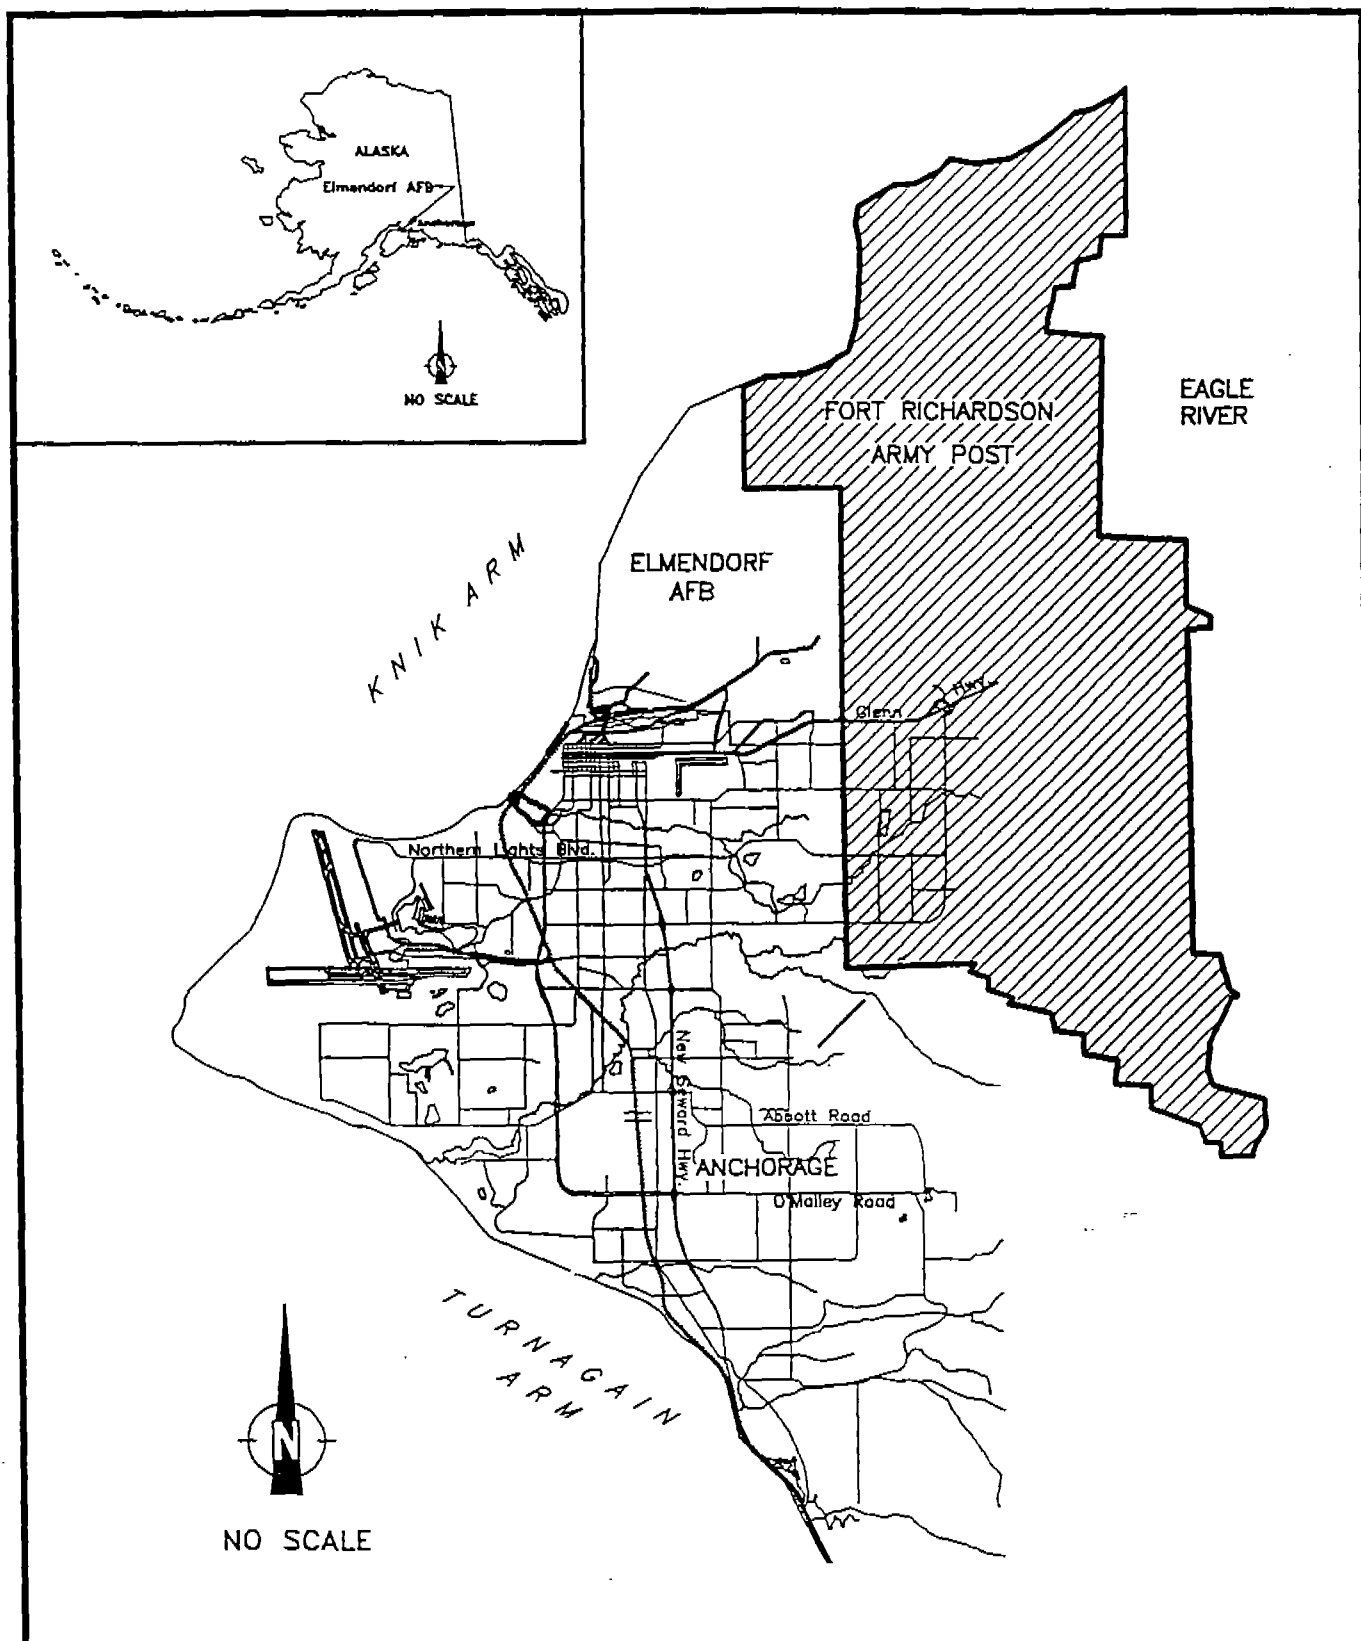 ALASKA
Elmendorf AFB
Anchorage
N
NO SCALE
EAGLE
RIVER
FORT RICHARDSON
ARMY POST
ELMENDORF
AFB
KNIK ARM
Glenn Hwy.
Northern Lights Blvd.
New Seward Hwy.
Abbott Road
ANCHORAGE
O'Malley Road
TURNAGAIN
ARM
N
NO SCALE